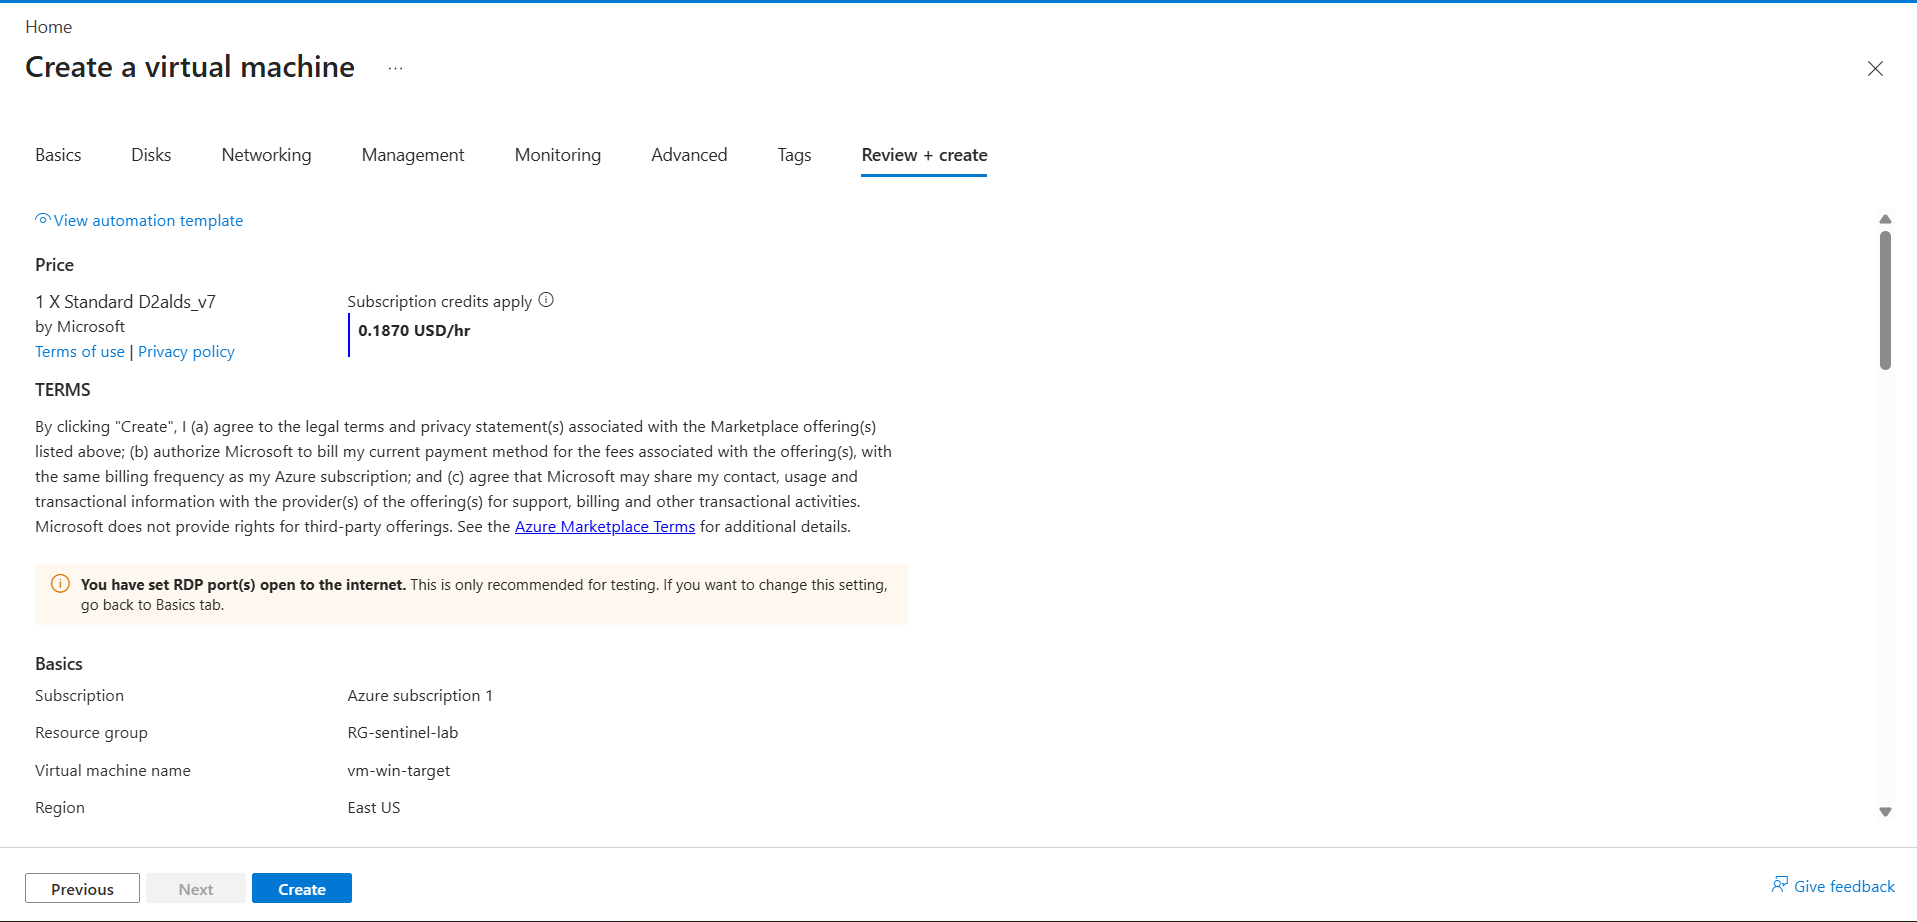 Home
Create a virtual machine
...
Basics Disks Networking Management Monitoring Advanced Tags Review + create
View automation template
Price
1 X Standard D2alds_v7
by Microsoft
Terms of use | Privacy policy
Subscription credits apply
0.1870 USD/hr
TERMS
By clicking "Create", I (a) agree to the legal terms and privacy statement(s) associated with the Marketplace offering(s)
listed above; (b) authorize Microsoft to bill my current payment method for the fees associated with the offering(s), with
the same billing frequency as my Azure subscription; and (c) agree that Microsoft may share my contact, usage and
transactional information with the provider(s) of the offering(s) for support, billing and other transactional activities.
Microsoft does not provide rights for third-party offerings. See the Azure Marketplace Terms for additional details.
You have set RDP port(s) open to the internet. This is only recommended for testing. If you want to change this setting,
go back to Basics tab.
Basics
Subscription Azure subscription 1
Resource group RG-sentinel-lab
Virtual machine name vm-win-target
Region East US
Previous Next Create Give feedback